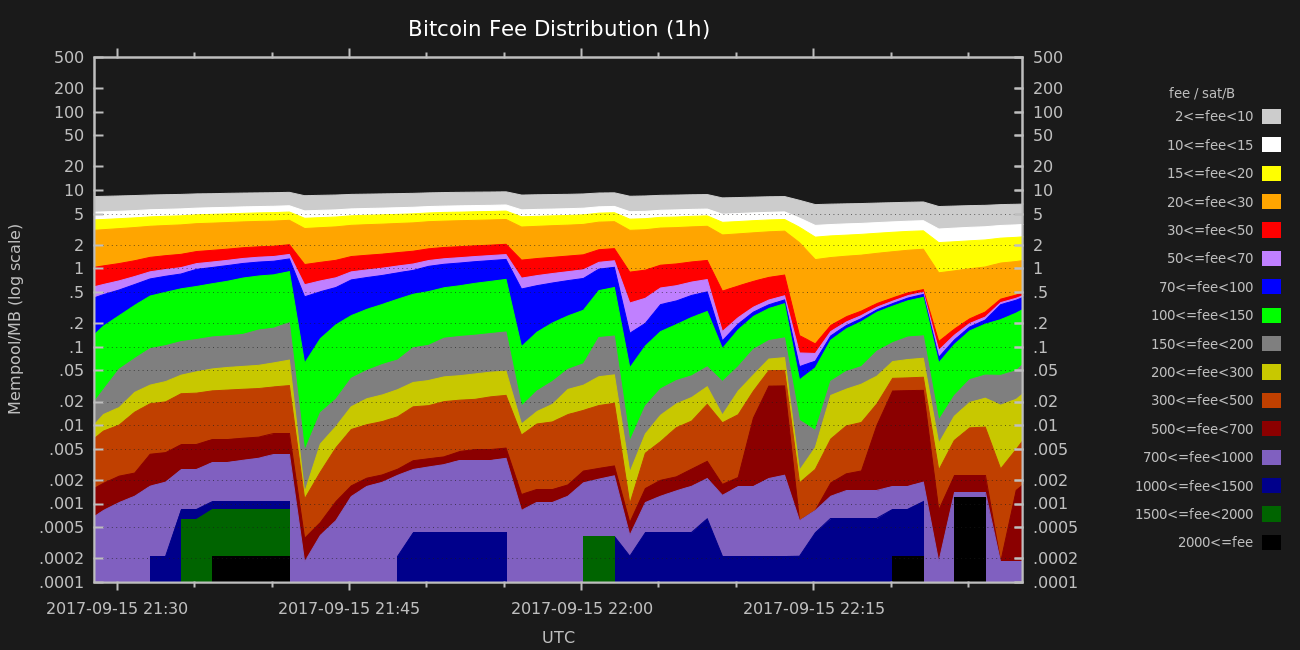 Bitcoin Fee Distribution (1h)
Mempool/MB (log scale)
500
200
100
50
20
10
5
2
1
.5
.2
.1
.05
.02
.01
.005
.002
.001
.0005
.0002
.0001
500
200
100
50
20
10
5
2
1
.5
.2
.1
.05
.02
.01
.005
.002
.001
.0005
.0002
.0001
fee / sat/B
2<=fee<10
10<=fee<15
15<=fee<20
20<=fee<30
30<=fee<50
50<=fee<70
70<=fee<100
100<=fee<150
150<=fee<200
200<=fee<300
300<=fee<500
500<=fee<700
700<=fee<1000
1000<=fee<1500
1500<=fee<2000
2000<=fee
2017-09-15 21:30 2017-09-15 21:45 2017-09-15 22:00 2017-09-15 22:15
UTC